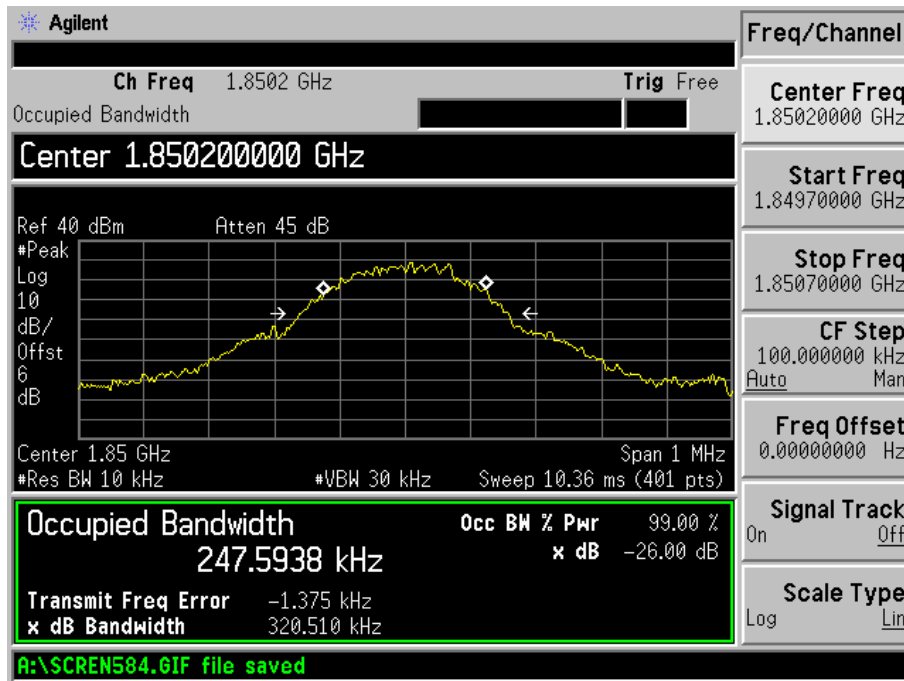 Agilent
Freq/Channel
Ch Freq 1.8502 GHz Trig Free
Occupied Bandwidth
Center 1.850200000 GHz
Ref 40 dBm Atten 45 dB
#Peak
Log
10
dB/
Offst
6
dB
Center 1.85 GHz Span 1 MHz
#Res BW 10 kHz #VBW 30 kHz Sweep 10.36 ms (401 pts)
Occupied Bandwidth
247.5938 kHz
Occ BW % Pwr 99.00 %
x dB -26.00 dB
Transmit Freq Error -1.375 kHz
x dB Bandwidth 320.510 kHz
A:\SCREN584.GIF file saved
Center Freq
1.85020000 GHz
Start Freq
1.84970000 GHz
Stop Freq
1.85070000 GHz
CF Step
100.000000 kHz
Auto Man
Freq Offset
0.00000000 Hz
Signal Track
On Off
Scale Type
Log Lin